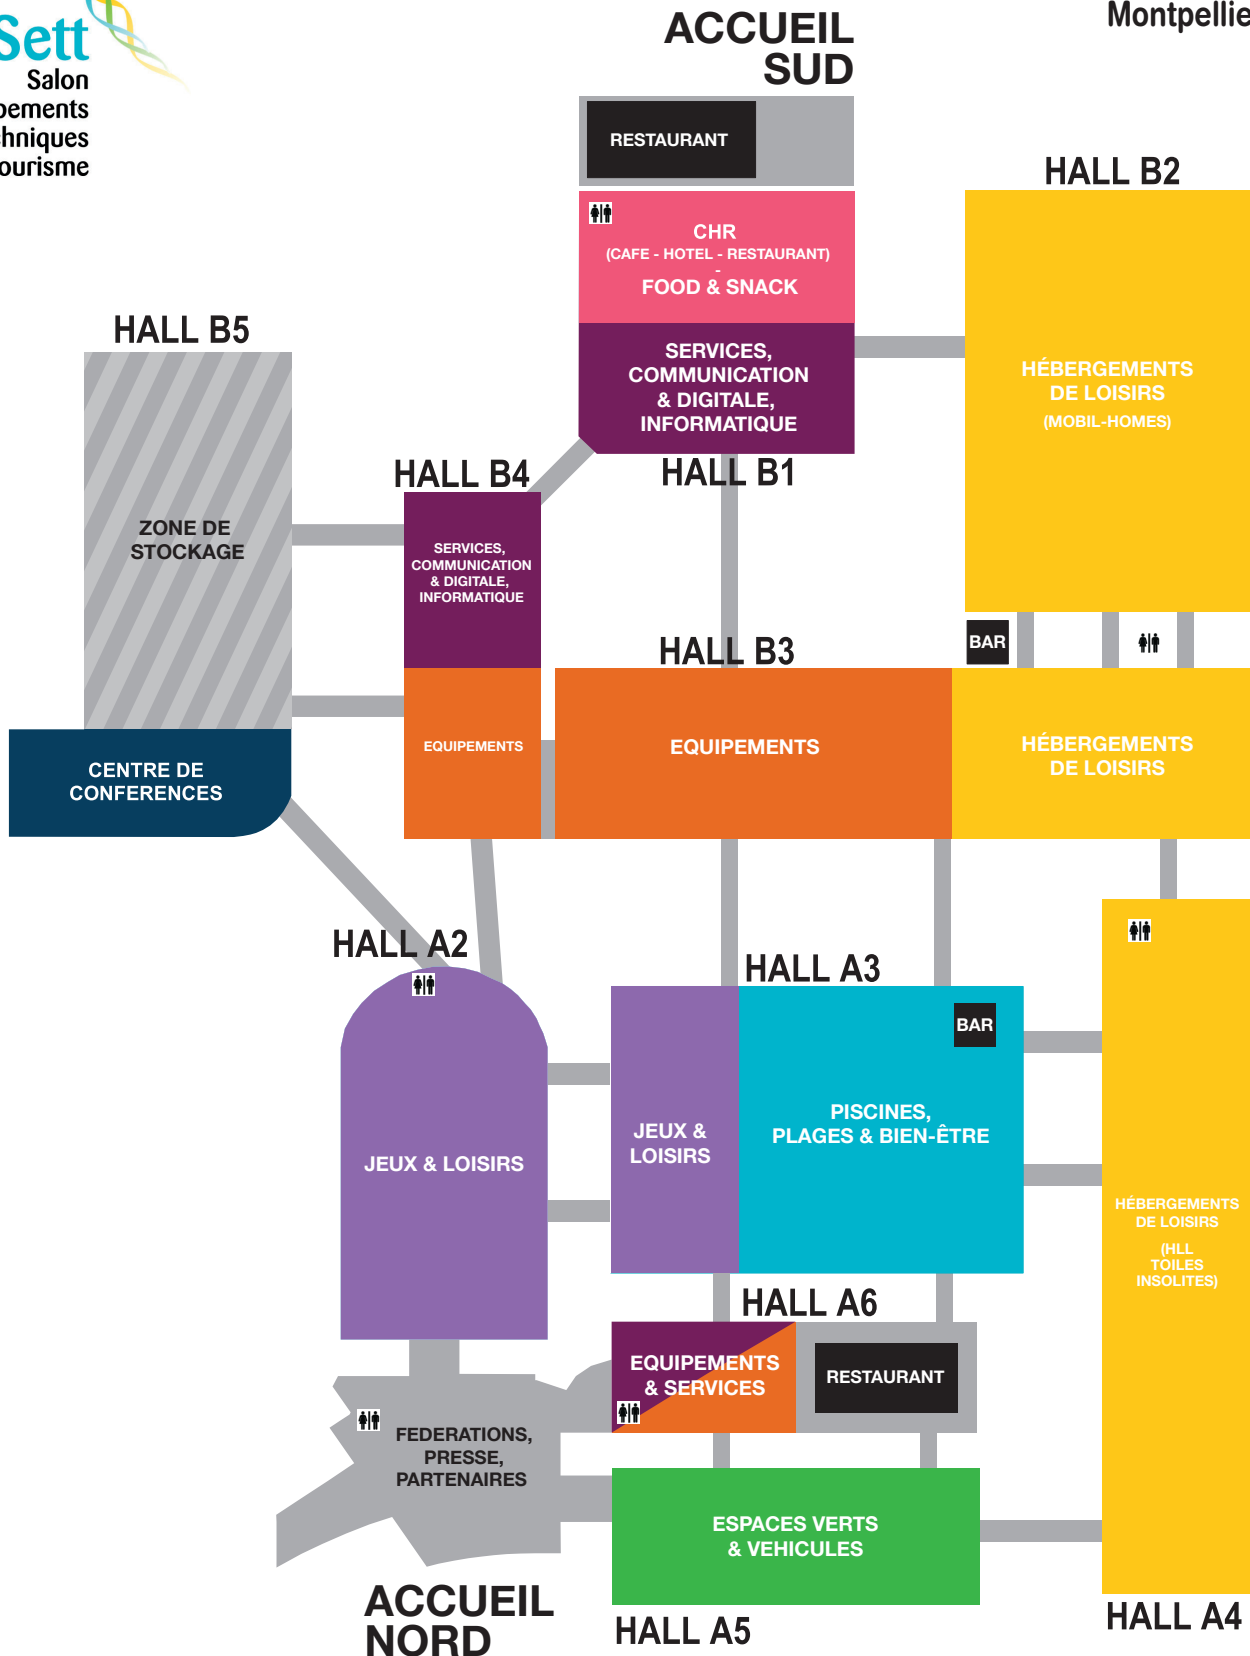 Sett
Salon
Montpellie
ACCUEIL
SUD
RESTAURANT
HALL B2
CHR
(CAFE - HOTEL - RESTAURANT)
-
FOOD & SNACK
HALL B5
SERVICES,
COMMUNICATION
& DIGITALE,
INFORMATIQUE
HÉBERGEMENTS
DE LOISIRS
(MOBIL-HOMES)
HALL B4
HALL B1
ZONE DE
STOCKAGE
SERVICES,
COMMUNICATION
& DIGITALE,
INFORMATIQUE
BAR
HALL B3
EQUIPEMENTS
EQUIPEMENTS
HÉBERGEMENTS
DE LOISIRS
CENTRE DE
CONFERENCES
HALL A2
HALL A3
BAR
JEUX & LOISIRS
JEUX &
LOISIRS
PISCINES,
PLAGES & BIEN-ÊTRE
HÉBERGEMENTS
DE LOISIRS
(HLL
TOILES
INSOLITES)
HALL A6
EQUIPEMENTS
& SERVICES
RESTAURANT
FEDERATIONS,
PRESSE,
PARTENAIRES
ESPACES VERTS
& VEHICULES
ACCUEIL
NORD
HALL A5
HALL A4